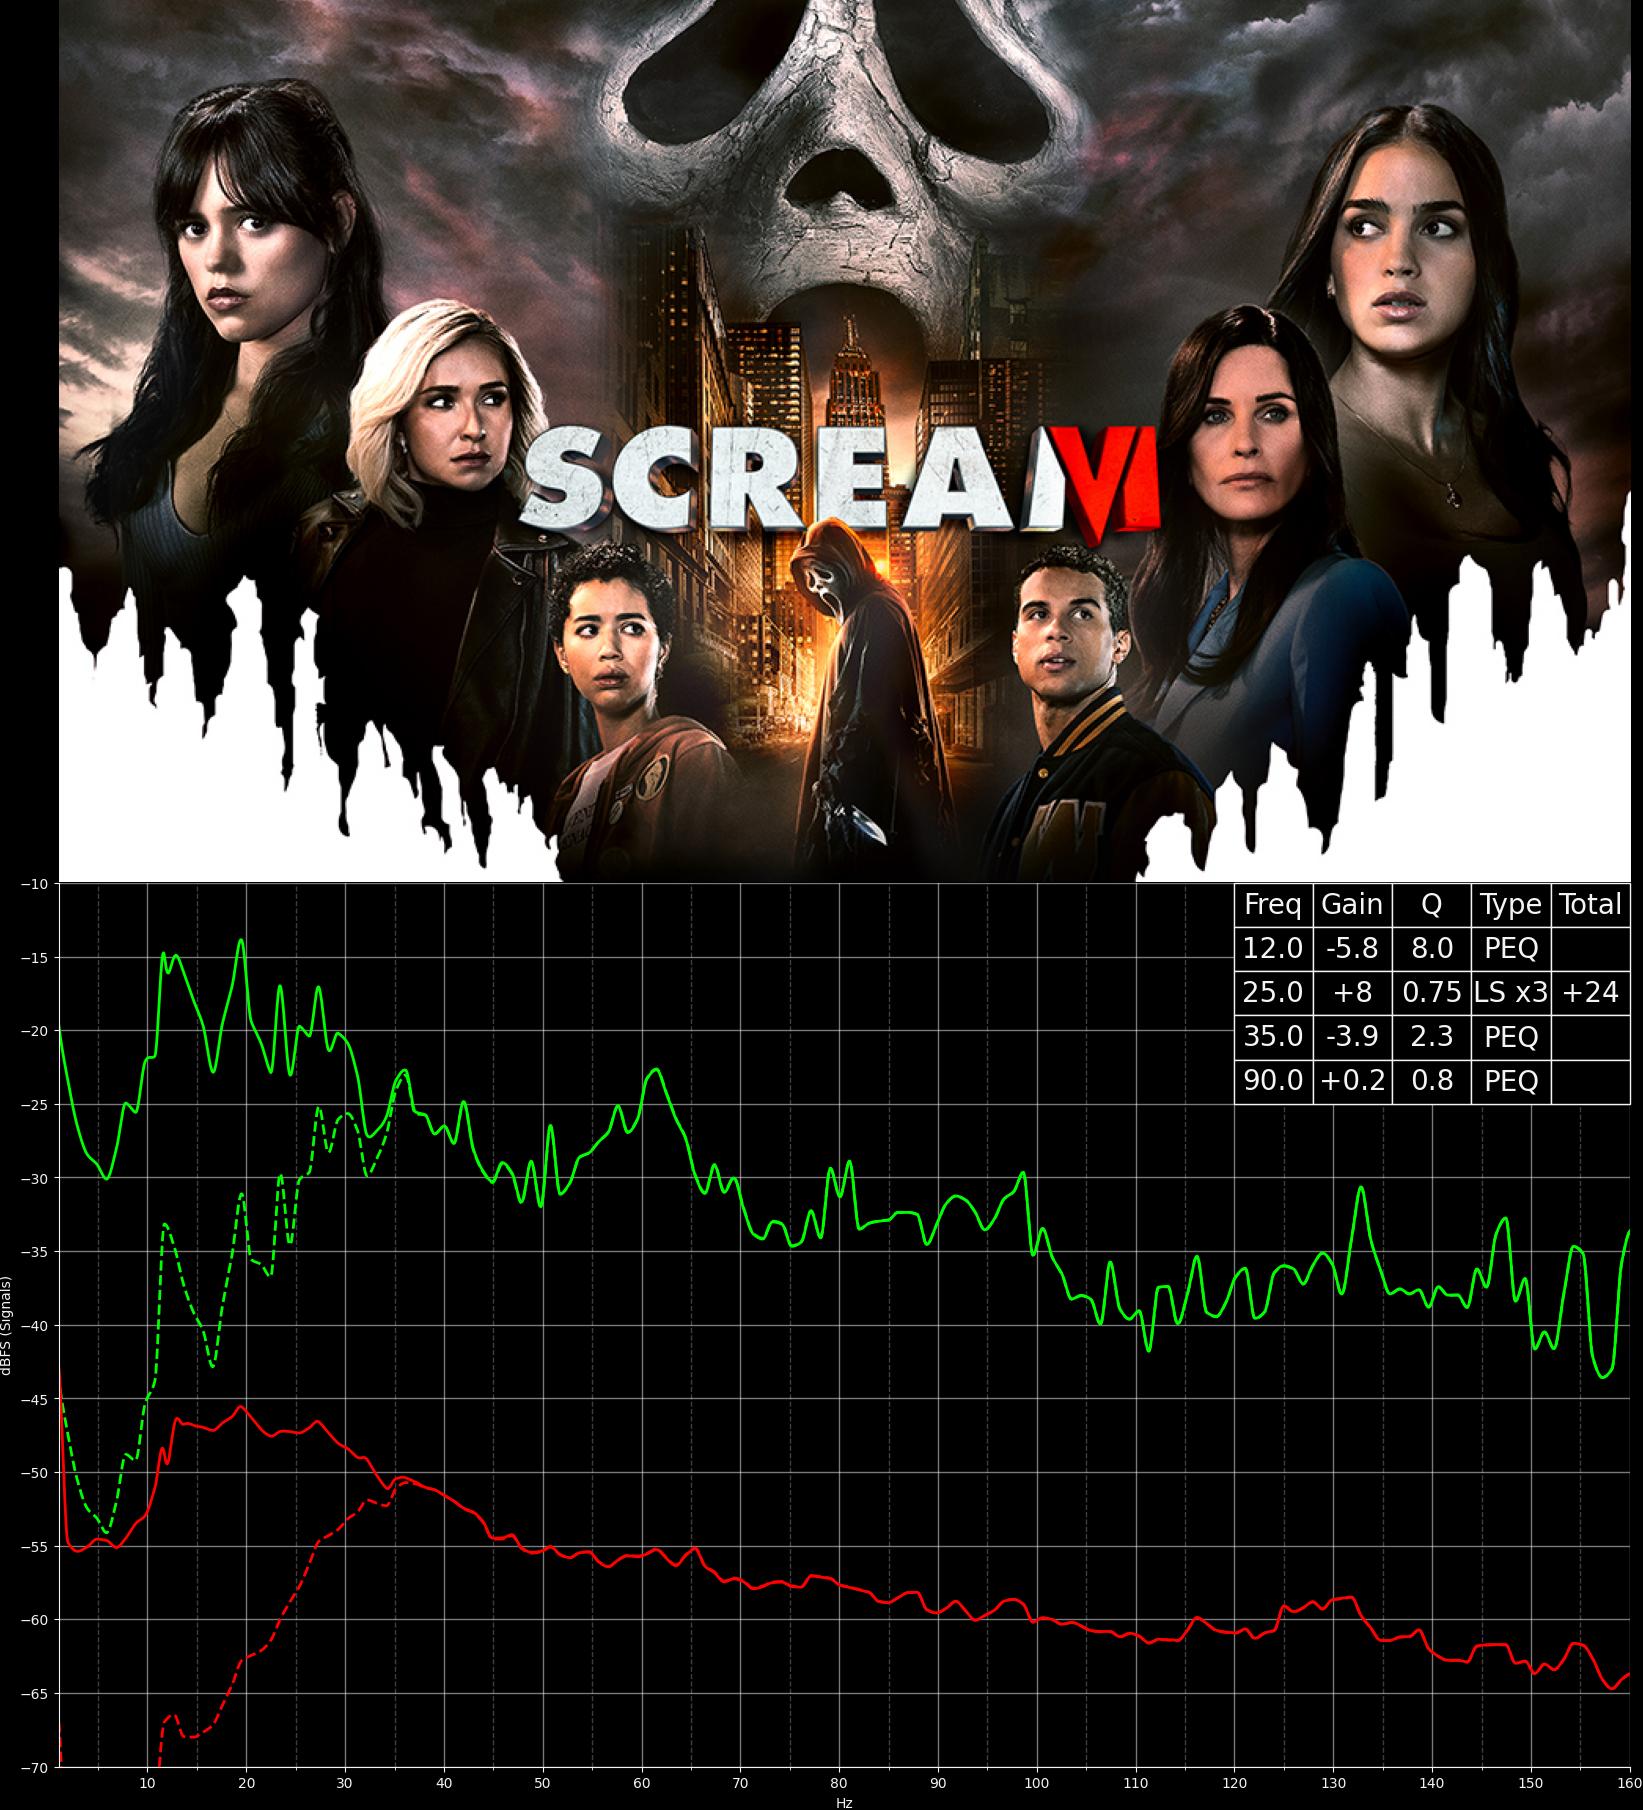 SCREAM VI
Freq Gain Q Type Total
12.0 -5.8 8.0 PEQ
25.0 +8 0.75 LS x3 +24
35.0 -3.9 2.3 PEQ
90.0 +0.2 0.8 PEQ
−10
−15
−20
−25
−30
−35
−40
−45
−50
−55
−60
−65
−70
dBFS (Signals)
10 20 30 40 50 60 70 80 90 100 110 120 130 140 150 160
Hz